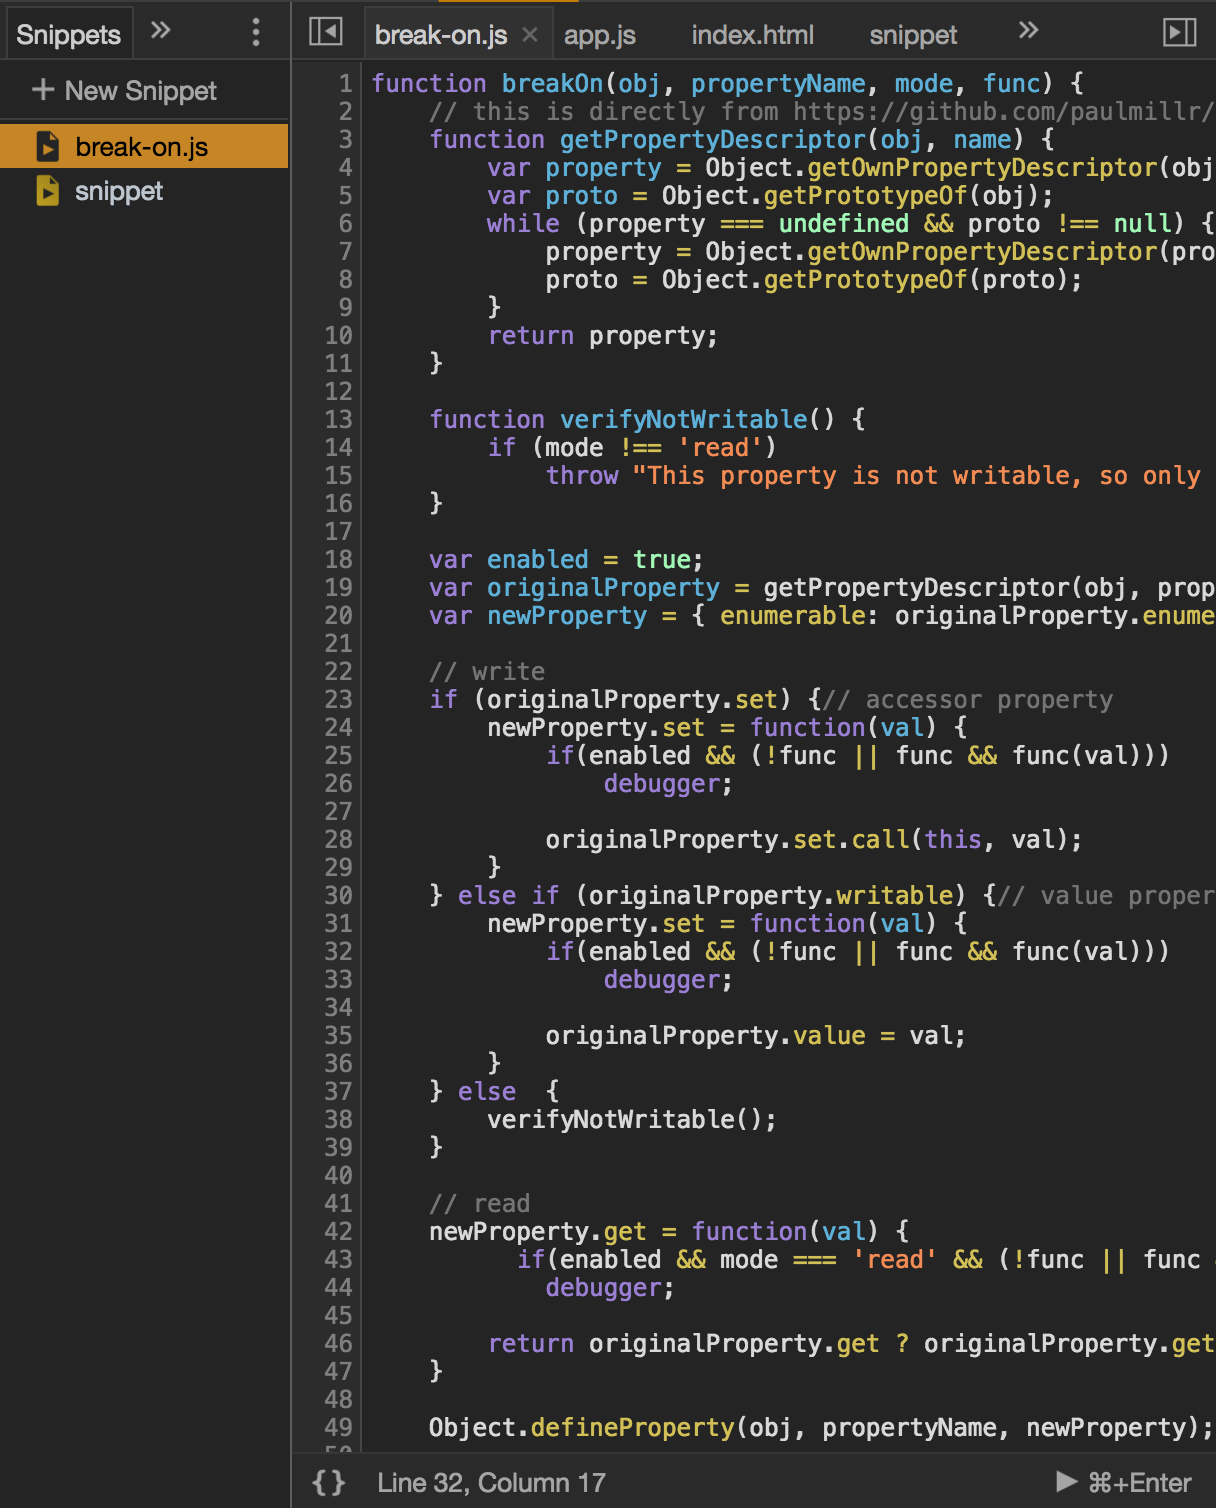 Snippets
break-on.js
app.js
index.html
snippet
New Snippet
break-on.js
snippet
1 function breakOn(obj, propertyName, mode, func) {
2 // this is directly from https://github.com/paulmillr/
3 function getPropertyDescriptor(obj, name) {
4 var property = Object.getOwnPropertyDescriptor(obj
5 var proto = Object.getPrototypeOf(obj);
6 while (property === undefined && proto !== null) {
7 property = Object.getOwnPropertyDescriptor(pro
8 proto = Object.getPrototypeOf(proto);
9 }
10 return property;
11 }
12
13 function verifyNotWritable() {
14 if (mode !== 'read')
15 throw "This property is not writable, so only
16 }
17
18 var enabled = true;
19 var originalProperty = getPropertyDescriptor(obj, prop
20 var newProperty = { enumerable: originalProperty.enume
21
22 // write
23 if (originalProperty.set) {// accessor property
24 newProperty.set = function(val) {
25 if(enabled && (!func || func && func(val)))
26 debugger;
27
28 originalProperty.set.call(this, val);
29 }
30 } else if (originalProperty.writable) {// value proper
31 newProperty.set = function(val) {
32 if(enabled && (!func || func && func(val)))
33 debugger;
34
35 originalProperty.value = val;
36 }
37 } else {
38 verifyNotWritable();
39 }
40
41 // read
42 newProperty.get = function(val) {
43 if(enabled && mode === 'read' && (!func || func
44 debugger;
45
46 return originalProperty.get ? originalProperty.get
47 }
48
49 Object.defineProperty(obj, propertyName, newProperty);
{} Line 32, Column 17
⌘+Enter